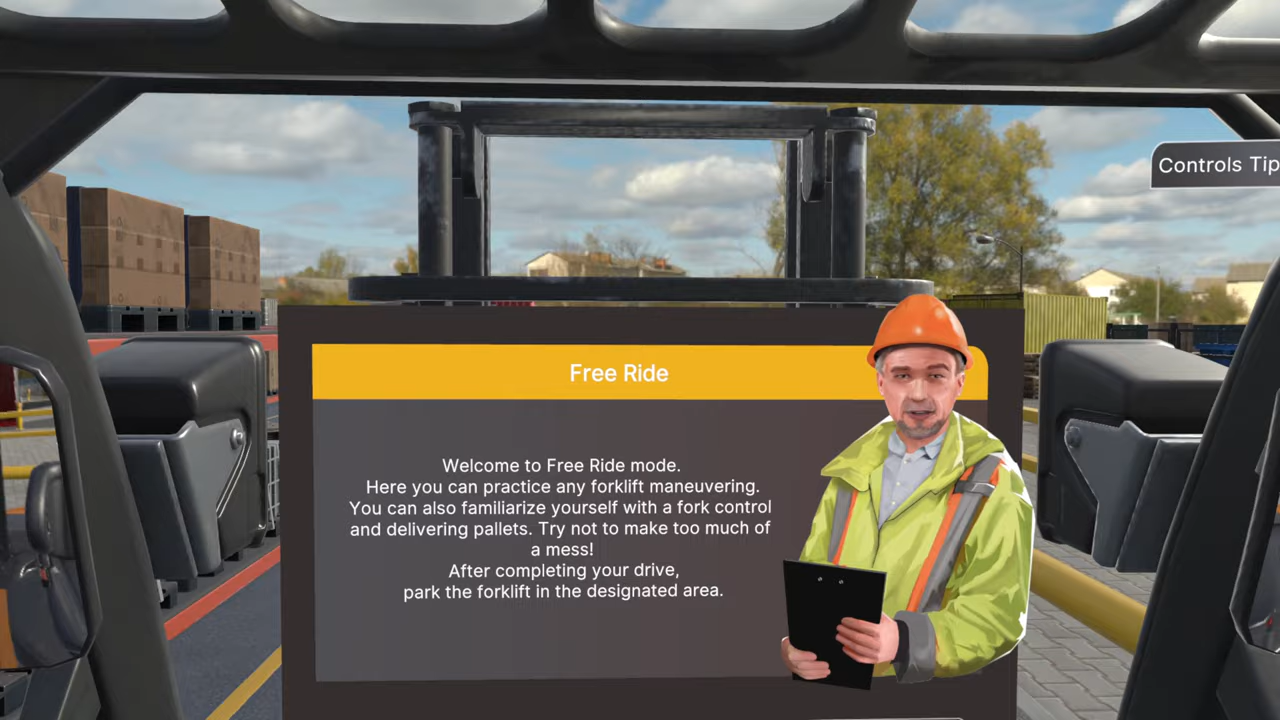 Controls Tip
Free Ride
Welcome to Free Ride mode.
Here you can practice any forklift maneuvering.
You can also familiarize yourself with a fork control
and delivering pallets. Try not to make too much of
a mess!
After completing your drive,
park the forklift in the designated area.